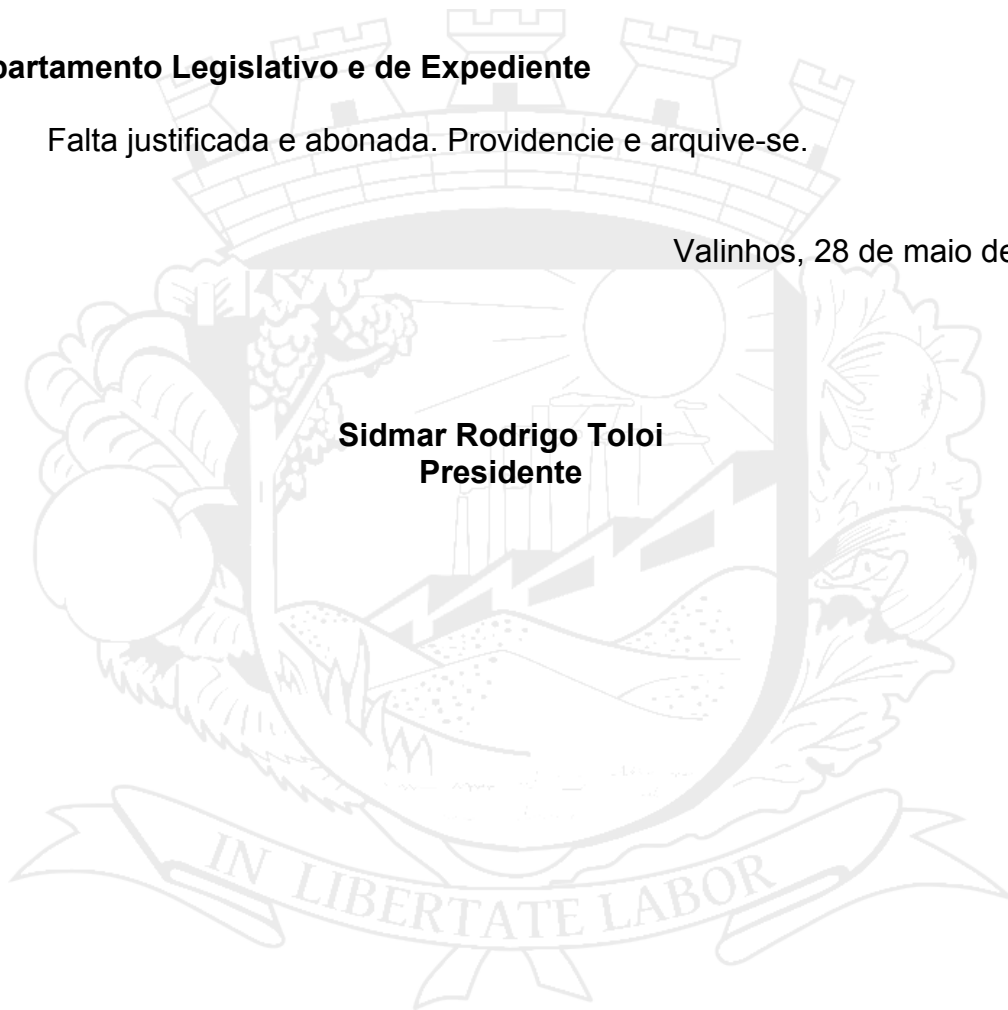 partamento Legislativo e de Expediente
Falta justificada e abonada. Providencie e arquive-se.
Valinhos, 28 de maio de
Sidmar Rodrigo Toloi
Presidente
IN LIBERTATE LABOR